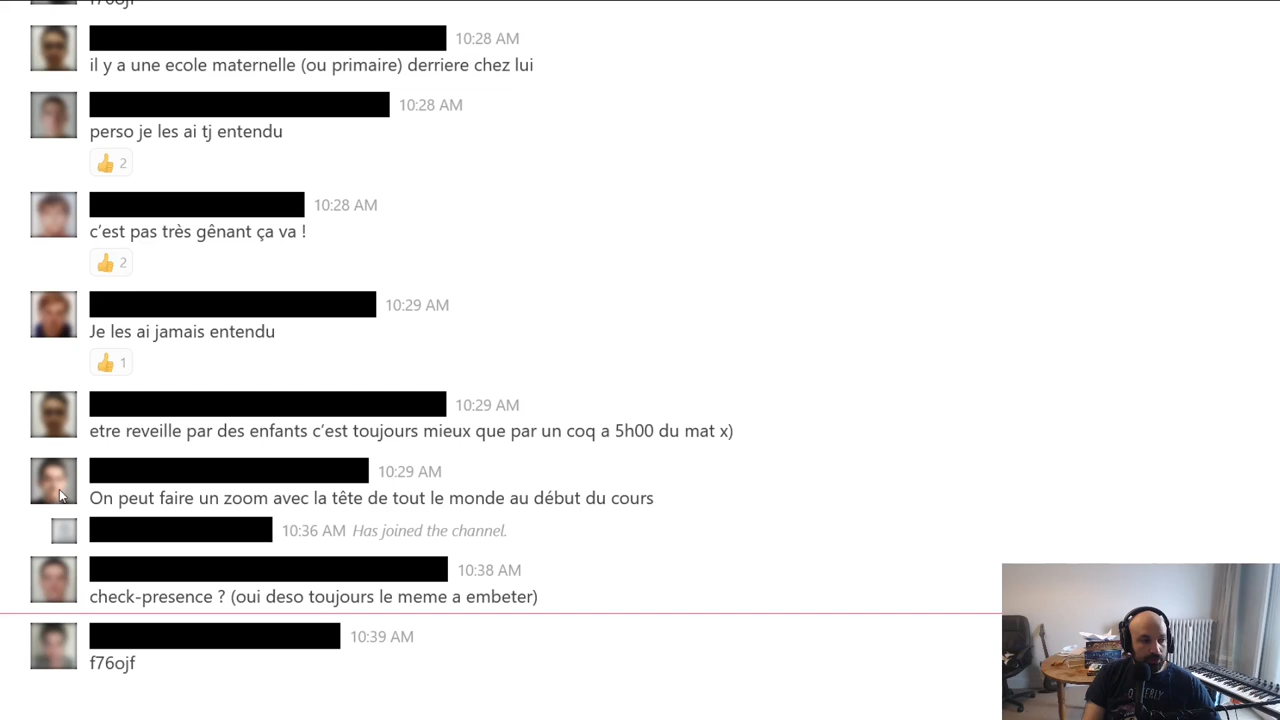 10:28 AM
il y a une ecole maternelle (ou primaire) derriere chez lui
10:28 AM
perso je les ai tj entendu
2
10:28 AM
c'est pas très gênant ça va !
2
10:29 AM
Je les ai jamais entendu
1
10:29 AM
etre reveille par des enfants c'est toujours mieux que par un coq a 5h00 du mat x)
10:29 AM
On peut faire un zoom avec la tête de tout le monde au début du cours
10:36 AM Has joined the channel.
10:38 AM
check-presence ? (oui deso toujours le meme a embeter)
10:39 AM
f76ojf